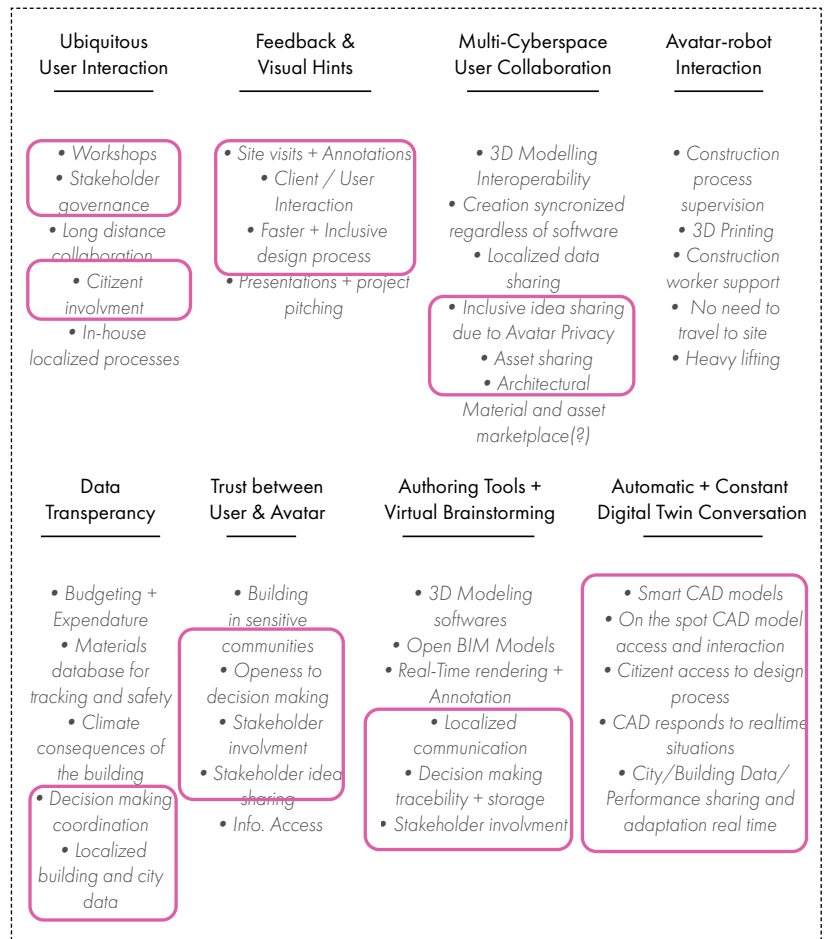 Ubiquitous
User Interaction
• Workshops
• Stakeholder
governance
• Long distance
collaboration
• Citizent
involvment
• In-house
localized processes
Feedback &
Visual Hints
• Site visits + Annotations
• Client / User
Interaction
• Faster + Inclusive
design process
• Presentations + project
pitching
Multi-Cyberspace
User Collaboration
• 3D Modelling
Interoperability
• Creation syncronized
regardless of software
• Localized data
sharing
• Inclusive idea sharing
due to Avatar Privacy
• Asset sharing
• Architectural
Material and asset
marketplace(?)
Avatar-robot
Interaction
• Construction
process
supervision
• 3D Printing
• Construction
worker support
• No need to
travel to site
• Heavy lifting
Data
Transperancy
• Budgeting +
Expendature
• Materials
database for
tracking and safety
• Climate
consequences of
the building
• Decision making
coordination
• Localized
building and city
data
Trust between
User & Avatar
• Building
in sensitive
communities
• Openess to
decision making
• Stakeholder
involvment
• Stakeholder idea
sharing
• Info. Access
Authoring Tools +
Virtual Brainstorming
• 3D Modeling
softwares
• Open BIM Models
• Real-Time rendering +
Annotation
• Localized
communication
• Decision making
tracebility + storage
• Stakeholder involvment
Automatic + Constant
Digital Twin Conversation
• Smart CAD models
• On the spot CAD model
access and interaction
• Citizent access to design
process
• CAD responds to realtime
situations
• City/Building Data/
Performance sharing and
adaptation real time